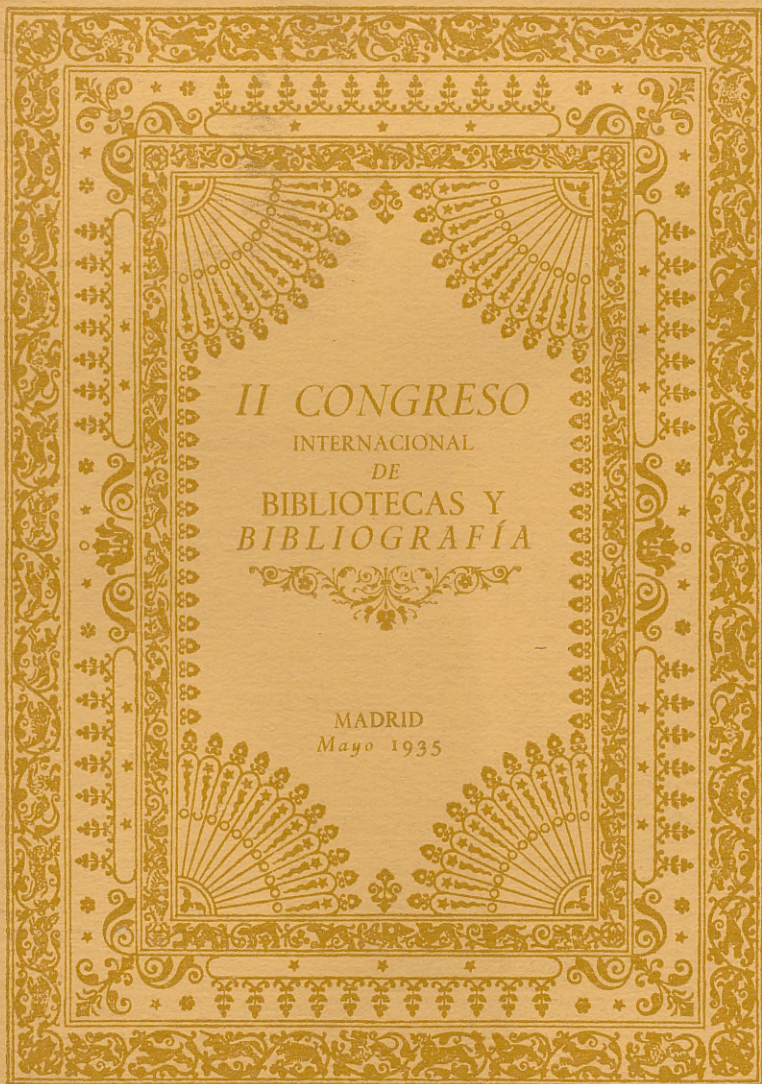 II CONGRESO
INTERNACIONAL
DE
BIBLIOTECAS Y
BIBLIOGRAFÍA
MADRID
Mayo 1935